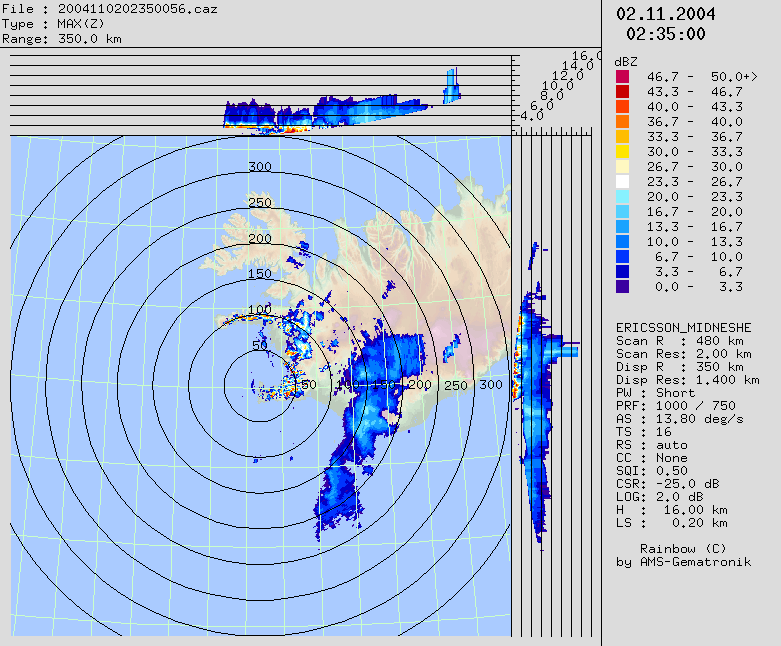 File : 2004110202350056.caz
Type : MAX(Z)
Range: 350.0 km
16.0
14.0
12.0
10.0
8.0
6.0
4.0
300
250
200
150
100
50
50 150 200 250 300
02.11.2004
02:35:00
dBZ
46.7 - 50.0+>
43.3 - 46.7
40.0 - 43.3
36.7 - 40.0
33.3 - 36.7
30.0 - 33.3
26.7 - 30.0
23.3 - 26.7
20.0 - 23.3
16.7 - 20.0
13.3 - 16.7
10.0 - 13.3
6.7 - 10.0
3.3 - 6.7
0.0 - 3.3
ERICSSON_MIDNESHE
Scan R : 480 km
Scan Res: 2.00 km
Disp R : 350 km
Disp Res: 1.400 km
PW : Short
PRF: 1000 / 750
AS : 13.80 deg/s
TS : 16
RS : auto
CC : None
SQI: 0.50
CSR: -25.0 dB
LOG: 2.0 dB
H : 16.00 km
LS : 0.20 km
Rainbow (C)
by AMS-Gematronik